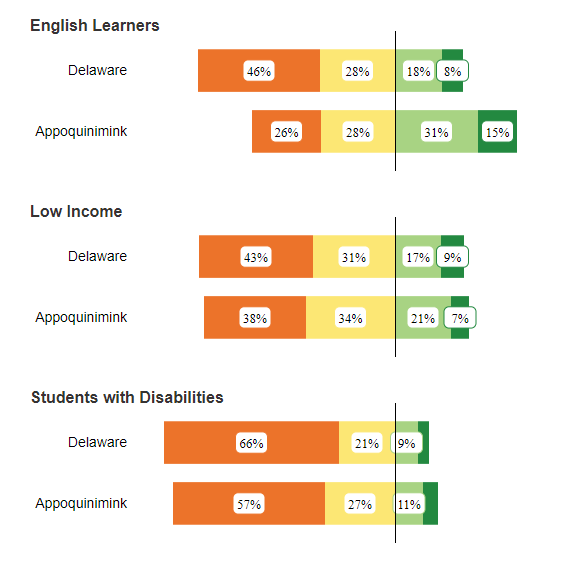 English Learners
Delaware 46% 28% 18% 8%
Appoquinimink 26% 28% 31% 15%
Low Income
Delaware 43% 31% 17% 9%
Appoquinimink 38% 34% 21% 7%
Students with Disabilities
Delaware 66% 21% 9%
Appoquinimink 57% 27% 11%